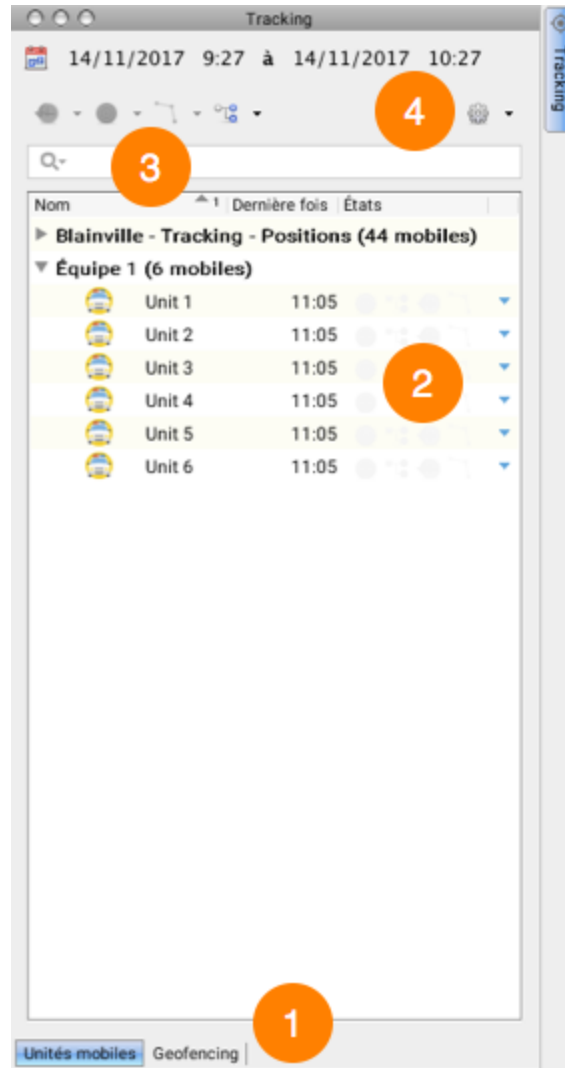 Tracking
14/11/2017 9:27 à 14/11/2017 10:27
Tracking
4
3
Nom 1 Dernière fois États
Blainville - Tracking - Positions (44 mobiles)
Équipe 1 (6 mobiles)
Unit 1 11:05
Unit 2 11:05
Unit 3 11:05
2
Unit 4 11:05
Unit 5 11:05
Unit 6 11:05
1
Unités mobiles Geofencing